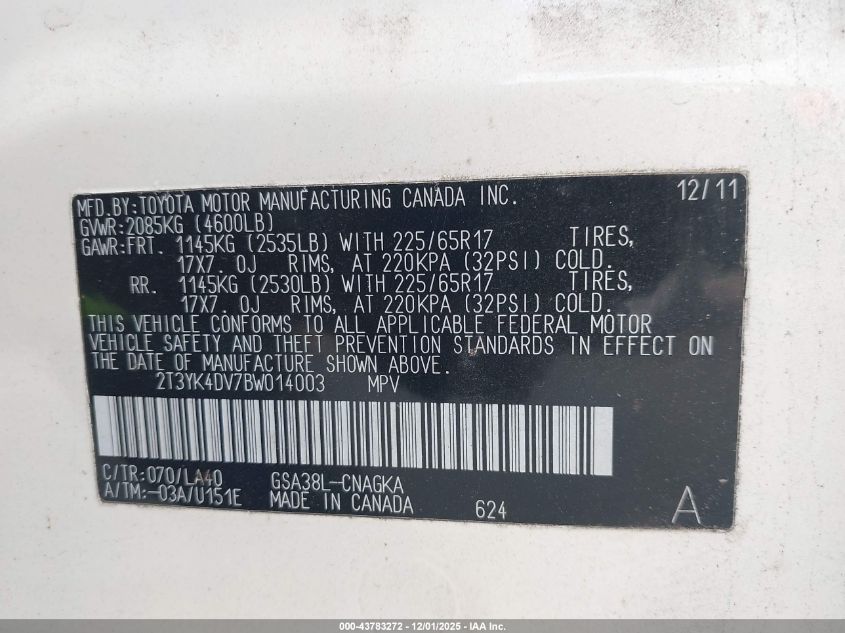 MFD.BY:TOYOTA MOTOR MANUFACTURING CANADA INC. 12/11
GVWR:2085KG (4600LB)
GAWR:FRT. 1145KG (2535LB) WITH 225/65R17 TIRES,
17X7.0J RIMS, AT 220KPA (32PSI) COLD.
RR. 1145KG (2530LB) WITH 225/65R17 TIRES,
17X7.0J RIMS, AT 220KPA (32PSI) COLD.
THIS VEHICLE CONFORMS TO ALL APPLICABLE FEDERAL MOTOR
VEHICLE SAFETY AND THEFT PREVENTION STANDARDS IN EFFECT ON
THE DATE OF MANUFACTURE SHOWN ABOVE.
2T3YK4DV7BW014003 MPV
C/TR:070/LA40 GSA38L-CNAGKA
A/TM:-03A/U151E MADE IN CANADA 624 A
000-43783272 - 12/01/2025 - IAA Inc.